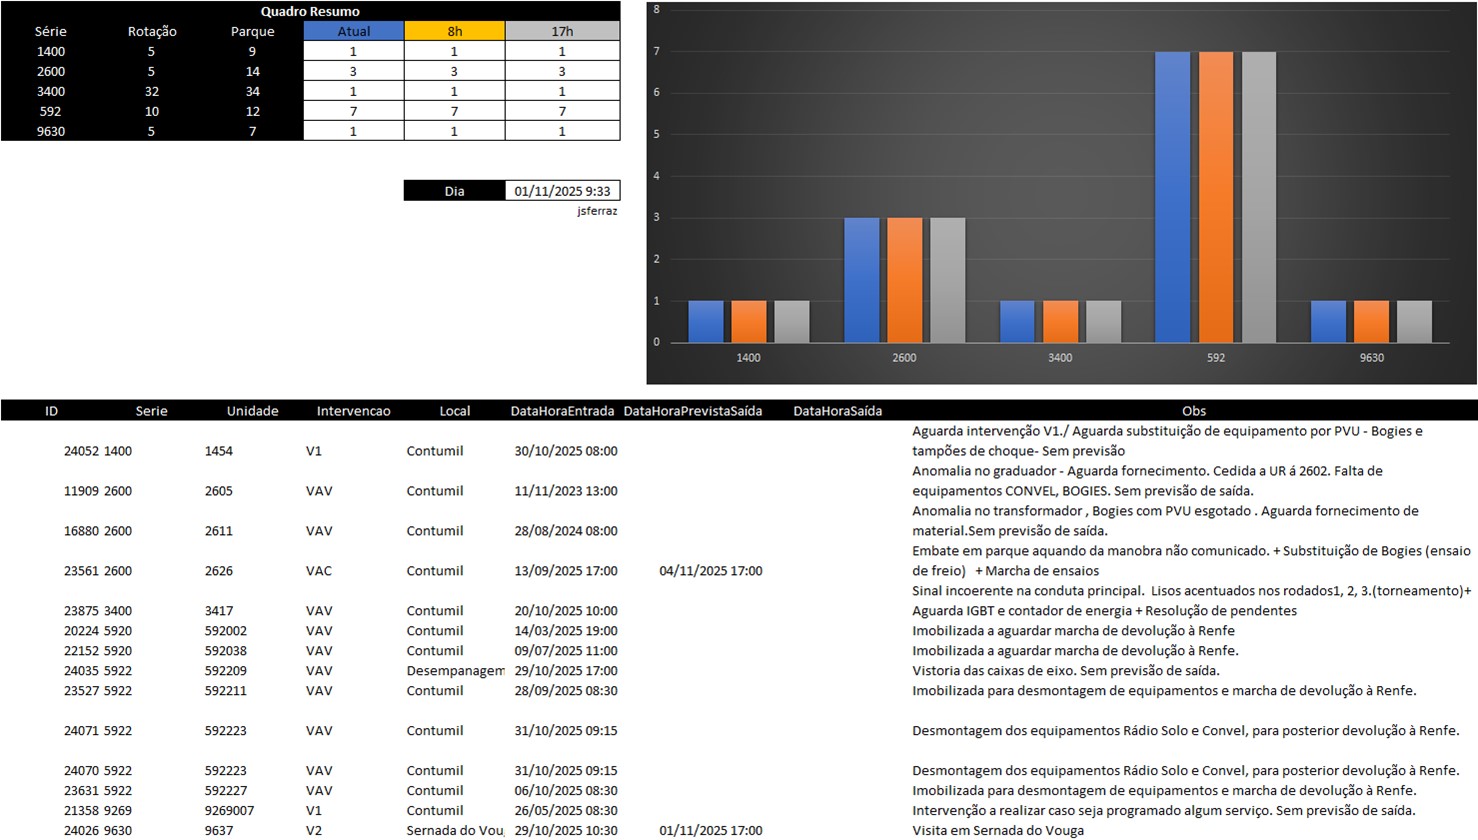 Quadro Resumo
Série Rotação Parque Atual 8h 17h
1400 5 9 1 1 1
2600 5 14 3 3 3
3400 32 34 1 1 1
592 10 12 7 7 7
9630 5 7 1 1 1
Dia 01/11/2025 9:33
jsferraz
8
7
6
5
4
3
2
1
0
1400 2600 3400 592 9630
ID Serie Unidade Intervencao Local DataHoraEntrada DataHoraPrevistaSaída DataHoraSaída Obs
24052 1400 1454 V1 Contumil 30/10/2025 08:00 Aguarda intervenção V1./ Aguarda substituição de equipamento por PVU - Bogies e
tampões de choque- Sem previsão
11909 2600 2605 VAV Contumil 11/11/2023 13:00 Anomalia no graduador - Aguarda fornecimento. Cedida a UR á 2602. Falta de
equipamentos CONVEL, BOGIES. Sem previsão de saída.
16880 2600 2611 VAV Contumil 28/08/2024 08:00 Anomalia no transformador , Bogies com PVU esgotado . Aguarda fornecimento de
material.Sem previsão de saída.
23561 2600 2626 VAC Contumil 13/09/2025 17:00 04/11/2025 17:00 Embate em parque aquando da manobra não comunicado. + Substituição de Bogies (ensaio
de freio) + Marcha de ensaios
23875 3400 3417 VAV Contumil 20/10/2025 10:00 Sinal incoerente na conduta principal. Lisos acentuados nos rodados1, 2, 3.(torneamento)+
Aguarda IGBT e contador de energia + Resolução de pendentes
20224 5920 592002 VAV Contumil 14/03/2025 19:00 Imobilizada a aguardar marcha de devolução à Renfe
22152 5920 592038 VAV Contumil 09/07/2025 11:00 Imobilizada a aguardar marcha de devolução à Renfe.
24035 5922 592209 VAV Desempanagem 29/10/2025 17:00 Vistoria das caixas de eixo. Sem previsão de saída.
23527 5922 592211 VAV Contumil 28/09/2025 08:30 Imobilizada para desmontagem de equipamentos e marcha de devolução à Renfe.
24071 5922 592223 VAV Contumil 31/10/2025 09:15 Desmontagem dos equipamentos Rádio Solo e Convel, para posterior devolução à Renfe.
24070 5922 592223 VAV Contumil 31/10/2025 09:15 Desmontagem dos equipamentos Rádio Solo e Convel, para posterior devolução à Renfe.
23631 5922 592227 VAV Contumil 06/10/2025 08:30 Imobilizada para desmontagem de equipamentos e marcha de devolução à Renfe.
21358 9269 9269007 V1 Contumil 26/05/2025 08:30 Intervenção a realizar caso seja programado algum serviço. Sem previsão de saída.
24026 9630 9637 V2 Sernada do Vou 29/10/2025 10:30 01/11/2025 17:00 Visita em Sernada do Vouga